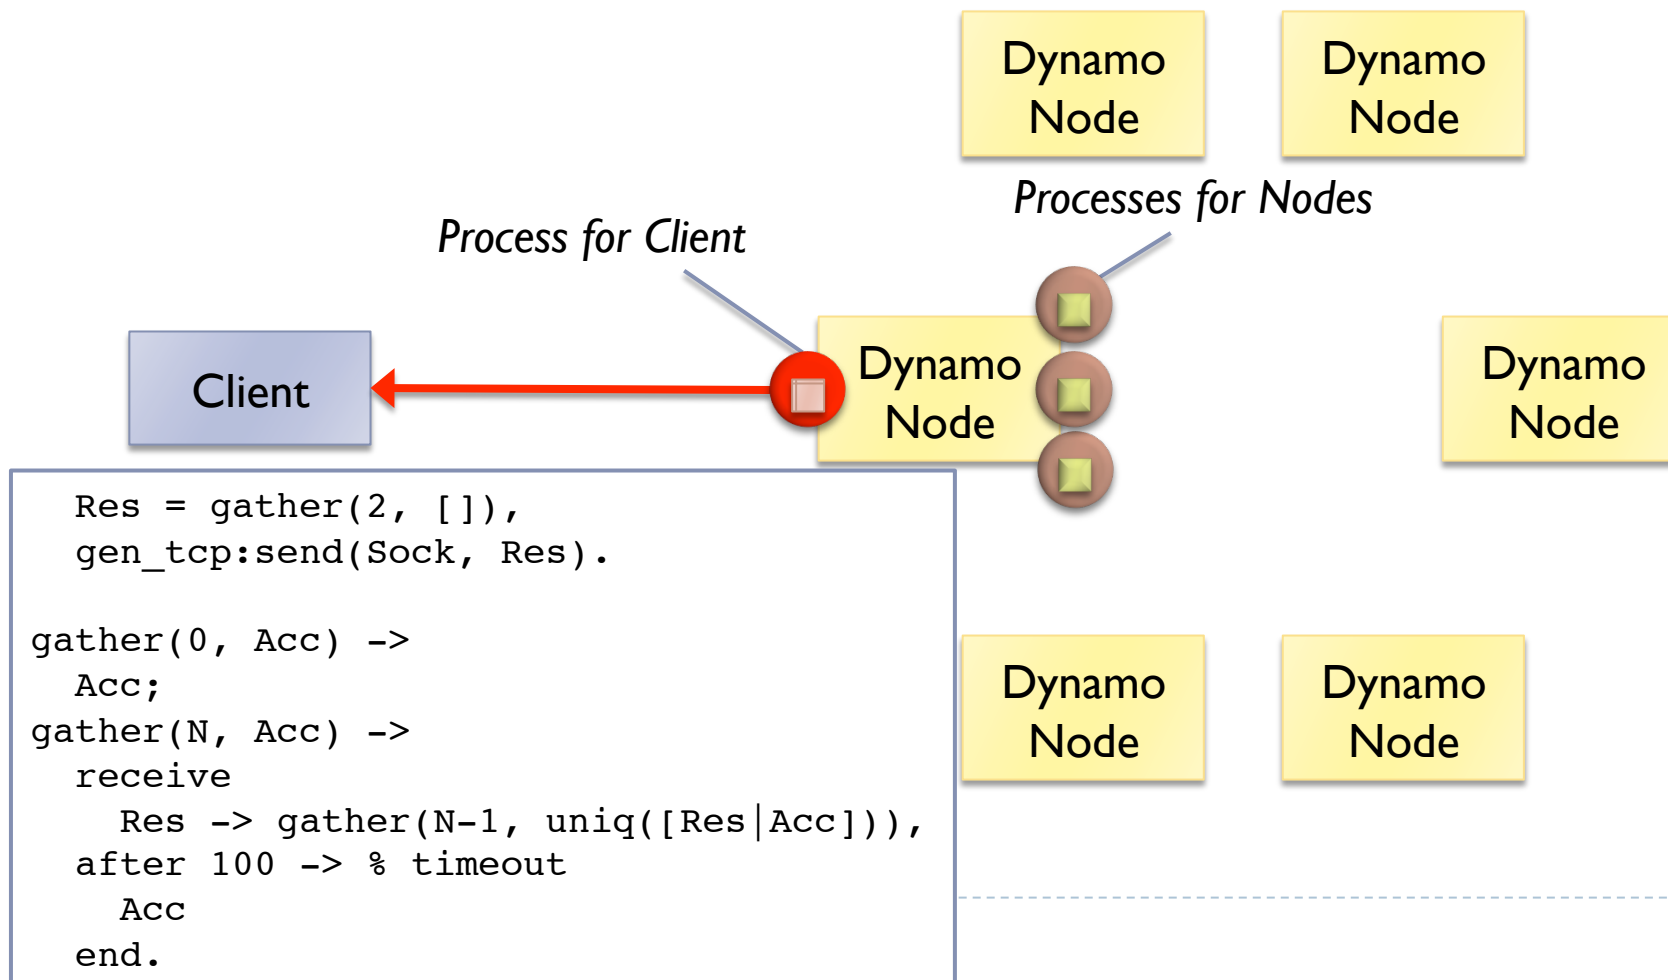 Dynamo
Node
Dynamo
Node
Processes for Nodes
Process for Client
Client
Dynamo
Node
Dynamo
Node
Res = gather(2, []),
gen_tcp:send(Sock, Res).
gather(0, Acc) ->
Acc;
gather(N, Acc) ->
receive
Res -> gather(N-1, uniq([Res|Acc])),
after 100 -> % timeout
Acc
end.
Dynamo
Node
Dynamo
Node